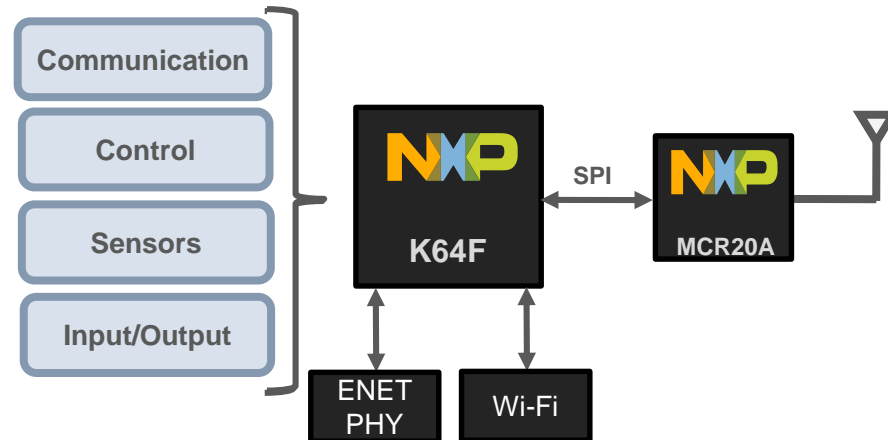 Communication
Control
Sensors
Input/Output
NXP
K64F
SPI
NXP
MCR20A
ENET
PHY
Wi-Fi